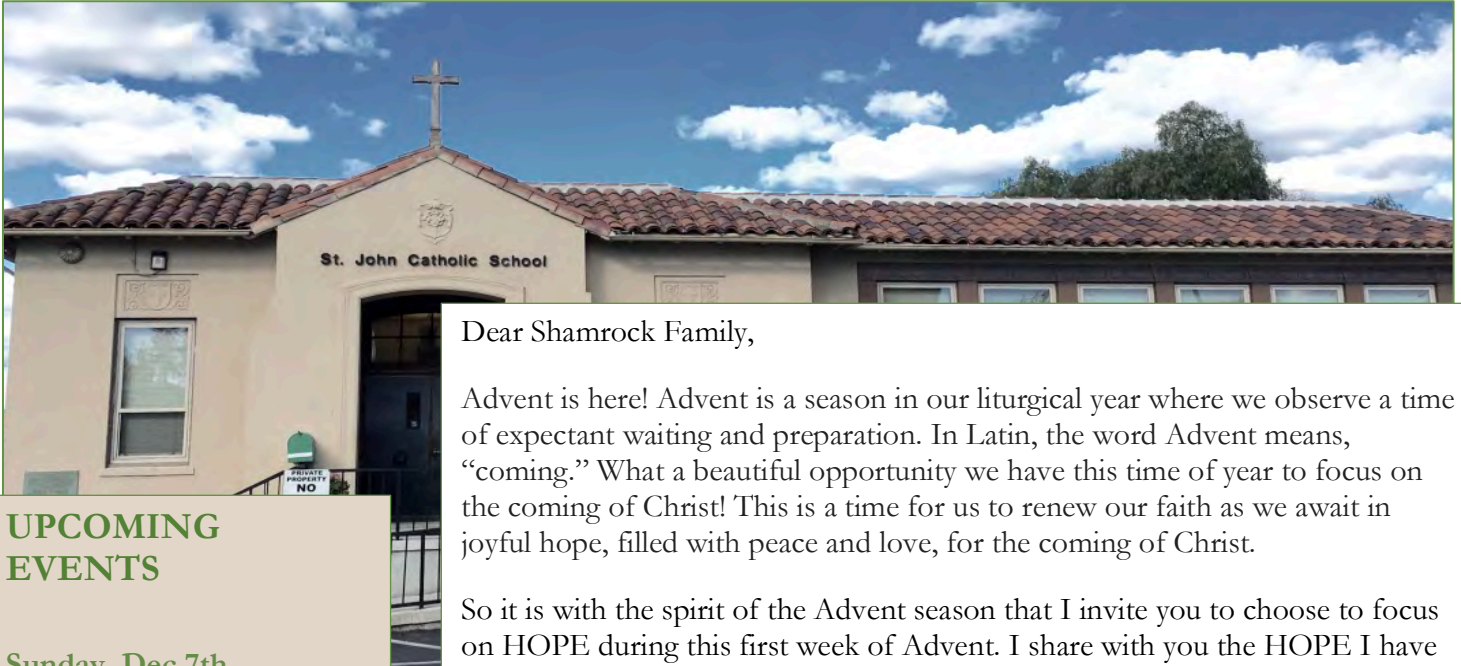 St. John Catholic School
PRIVATE
PROPERTY
NO
Dear Shamrock Family,
Advent is here! Advent is a season in our liturgical year where we observe a time
of expectant waiting and preparation. In Latin, the word Advent means,
“coming.” What a beautiful opportunity we have this time of year to focus on
the coming of Christ! This is a time for us to renew our faith as we await in
joyful hope, filled with peace and love, for the coming of Christ.
So it is with the spirit of the Advent season that I invite you to choose to focus
on HOPE during this first week of Advent. I share with you the HOPE I have
UPCOMING
EVENTS
Sunday, Dec 7th